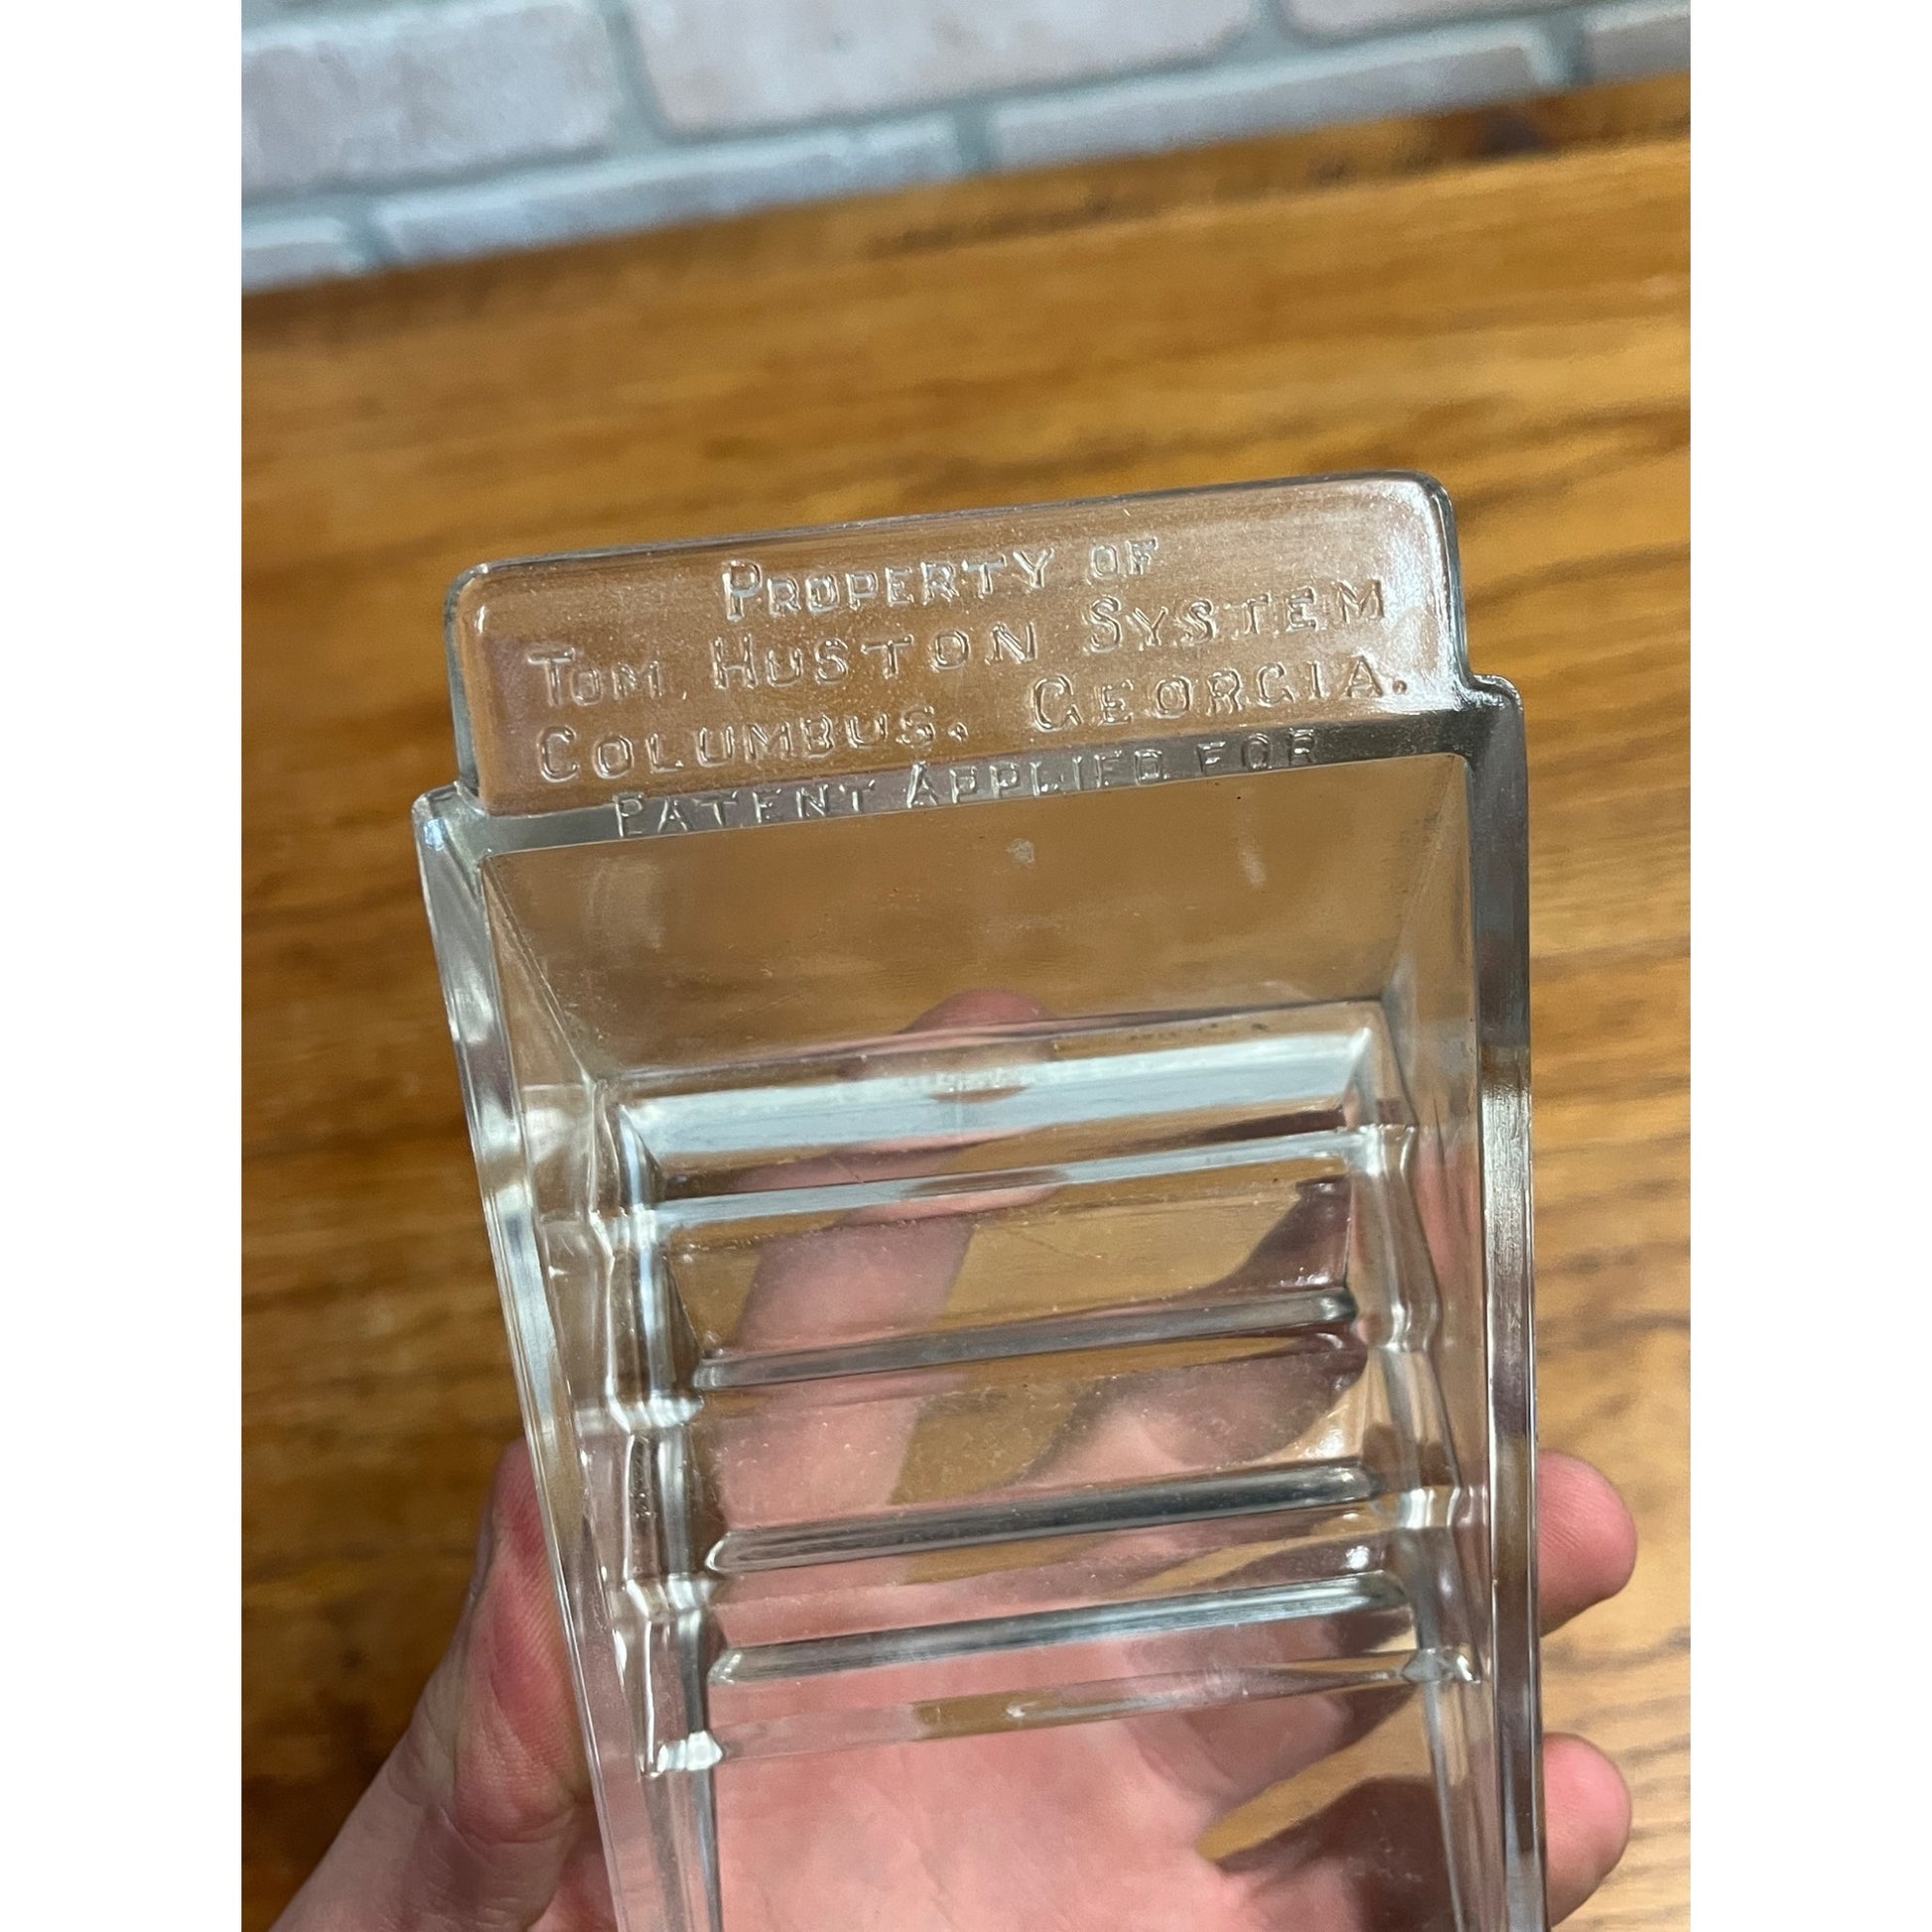 PROPERTY OF
TOM HUSTON SYSTEM
COLUMBUS, GEORGIA.
PATENT APPLIED FOR